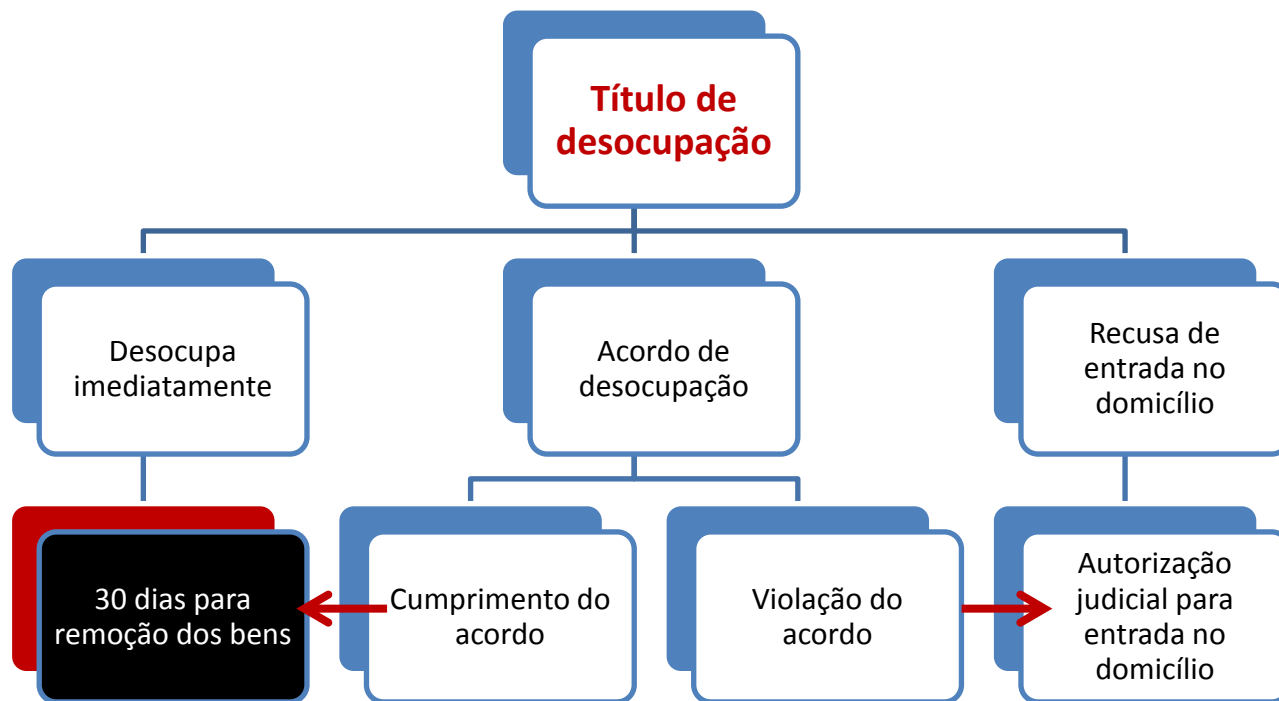 Título de
desocupação
Desocupa
imediatamente
Acordo de
desocupação
Recusa de
entrada no
domicílio
30 dias para
remoção dos bens
Cumprimento do
acordo
Violação do
acordo
Autorização
judicial para
entrada no
domicílio